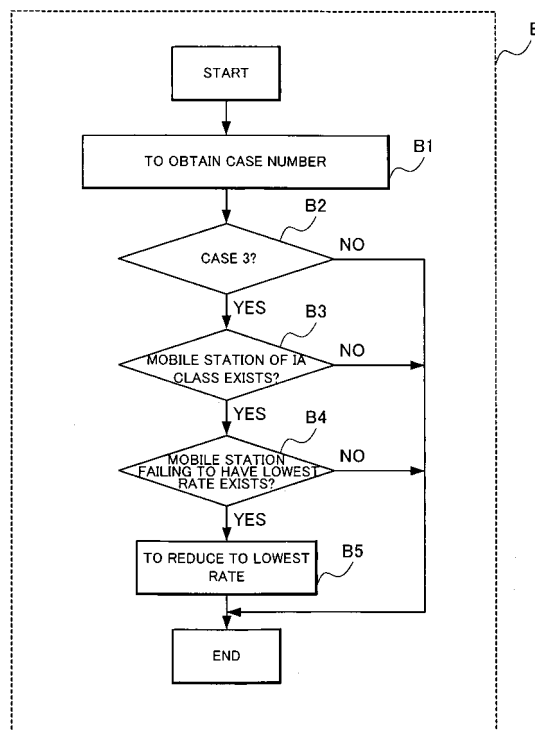 B
START
TO OBTAIN CASE NUMBER
B1
B2
CASE 3?
NO
YES
B3
MOBILE STATION OF IA
CLASS EXISTS?
NO
YES
B4
MOBILE STATION
FAILING TO HAVE LOWEST
RATE EXISTS?
NO
YES
TO REDUCE TO LOWEST
RATE
B5
END